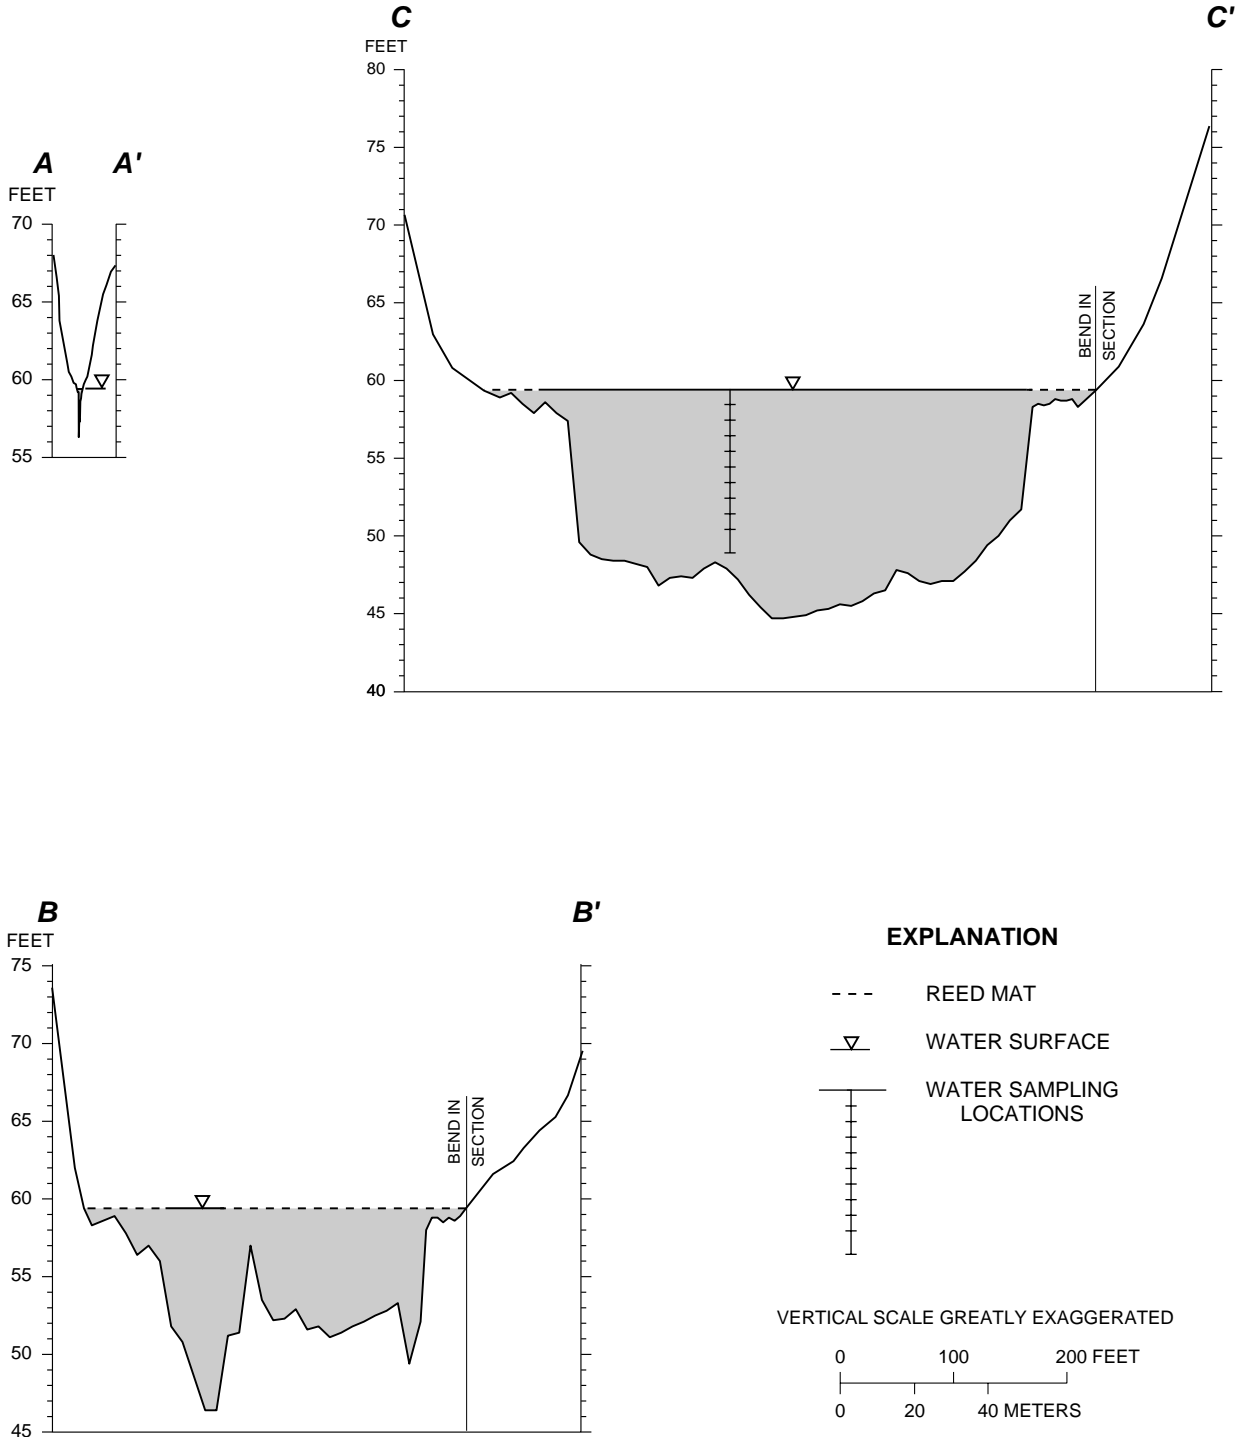 C C'
FEET
80
75
70
65
60
55
50
45
40
BEND IN
SECTION
A A'
FEET
70
65
60
55
B B'
FEET
75
70
65
60
55
50
45
BEND IN
SECTION
EXPLANATION
REED MAT
WATER SURFACE
WATER SAMPLING
LOCATIONS
VERTICAL SCALE GREATLY EXAGGERATED
0 100 200 FEET
0 20 40 METERS